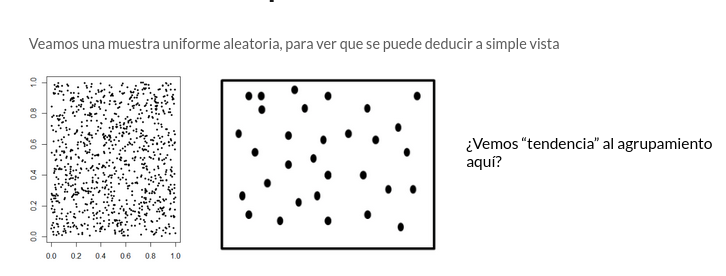 Veamos una muestra uniforme aleatoria, para ver que se puede deducir a simple vista
1.0
0.8
0.6
0.4
0.2
0.0
0.0 0.2 0.4 0.6 0.8 1.0
¿Vemos “tendencia” al agrupamiento
aquí?